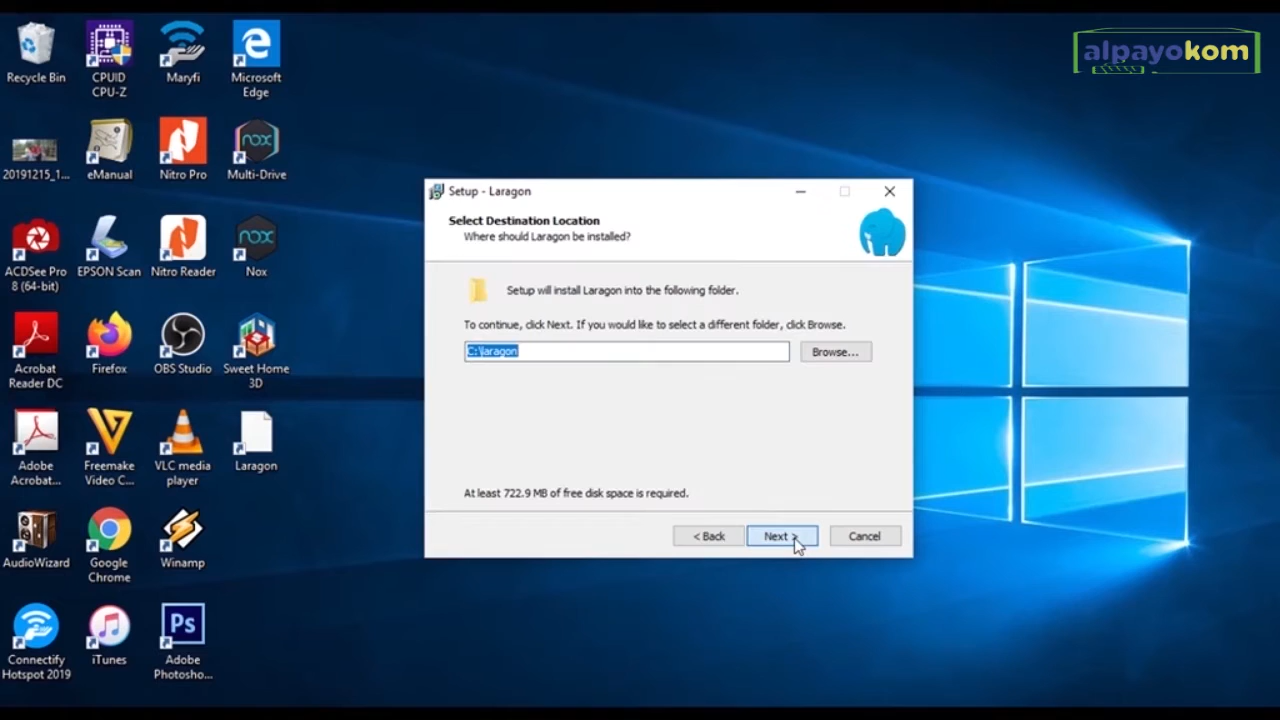 alpayokom
Recycle Bin
CPUID
CPU-Z
Maryfi
Microsoft
Edge
20191215_1...
eManual
Nitro Pro
Multi-Drive
ACDSee Pro
8 (64-bit)
EPSON Scan
Nitro Reader
Nox
Acrobat
Reader DC
Firefox
OBS Studio
Sweet Home
3D
Adobe
Acrobat...
Freemake
Video C...
VLC media
player
Laragon
AudioWizard
Google
Chrome
Winamp
Connectify
Hotspot 2019
iTunes
Ps
Adobe
Photosho...
nox
nox
Setup - Laragon
Select Destination Location
Where should Laragon be installed?
Setup will install Laragon into the following folder.
To continue, click Next. If you would like to select a different folder, click Browse.
C:\laragon
Browse...
At least 722.9 MB of free disk space is required.
< Back
Next >
Cancel